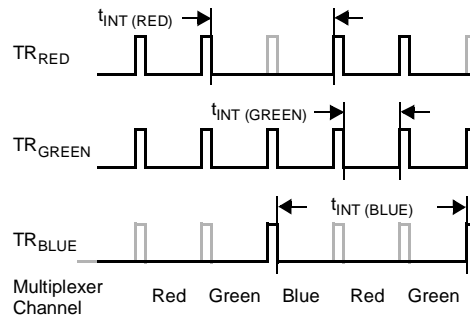 tINT (RED)
TRRED
tINT (GREEN)
TRGREEN
tINT (BLUE)
TRBLUE
Multiplexer
Channel Red Green Blue Red Green